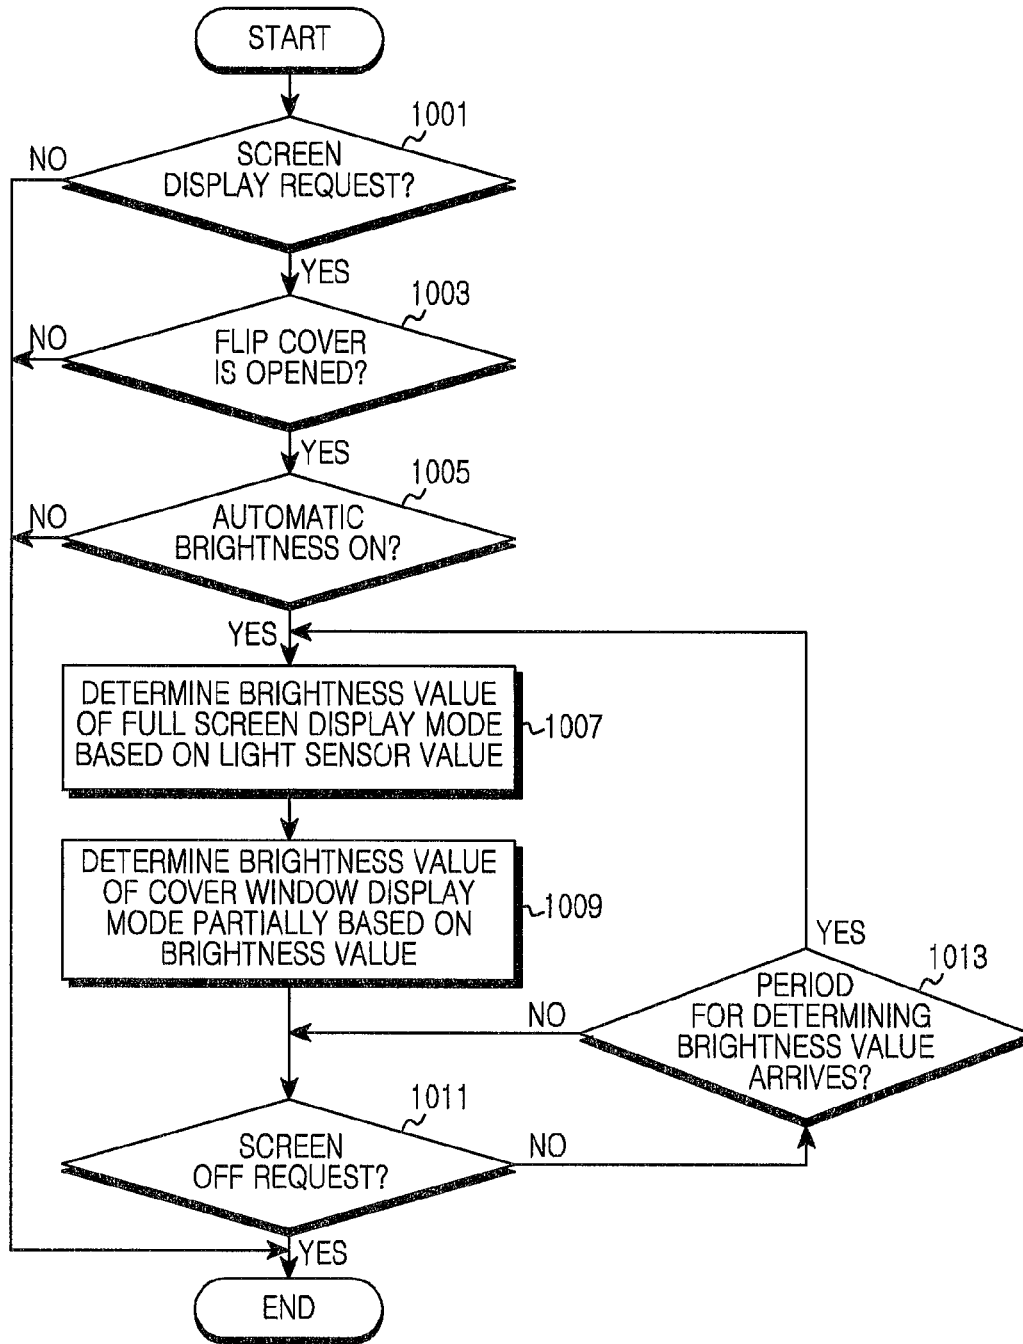 START
1001
NO
SCREEN
DISPLAY REQUEST?
YES
1003
NO
FLIP COVER
IS OPENED?
YES
1005
NO
AUTOMATIC
BRIGHTNESS ON?
YES
DETERMINE BRIGHTNESS VALUE
OF FULL SCREEN DISPLAY MODE
BASED ON LIGHT SENSOR VALUE
1007
DETERMINE BRIGHTNESS VALUE
OF COVER WINDOW DISPLAY
MODE PARTIALLY BASED ON
BRIGHTNESS VALUE
1009
YES
1013
PERIOD
FOR DETERMINING
BRIGHTNESS VALUE
ARRIVES?
NO
1011
SCREEN
OFF REQUEST?
NO
YES
END